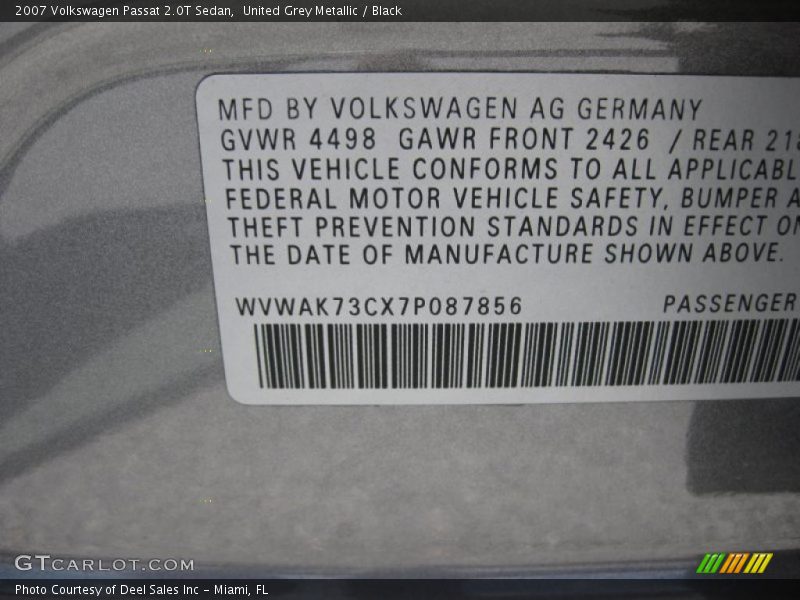 2007 Volkswagen Passat 2.0T Sedan, United Grey Metallic / Black
MFD BY VOLKSWAGEN AG GERMANY
GVWR 4498 GAWR FRONT 2426 / REAR
THIS VEHICLE CONFORMS TO ALL
FEDERAL MOTOR VEHICLE SAFETY, BUMPER
THEFT PREVENTION STANDARDS IN EFFECT
THE DATE OF MANUFACTURE SHOWN ABOVE.
WVWAK73CX7P087856 PASSENGER
GTCARLOT.COM
Photo Courtesy of Deel Sales Inc - Miami, FL